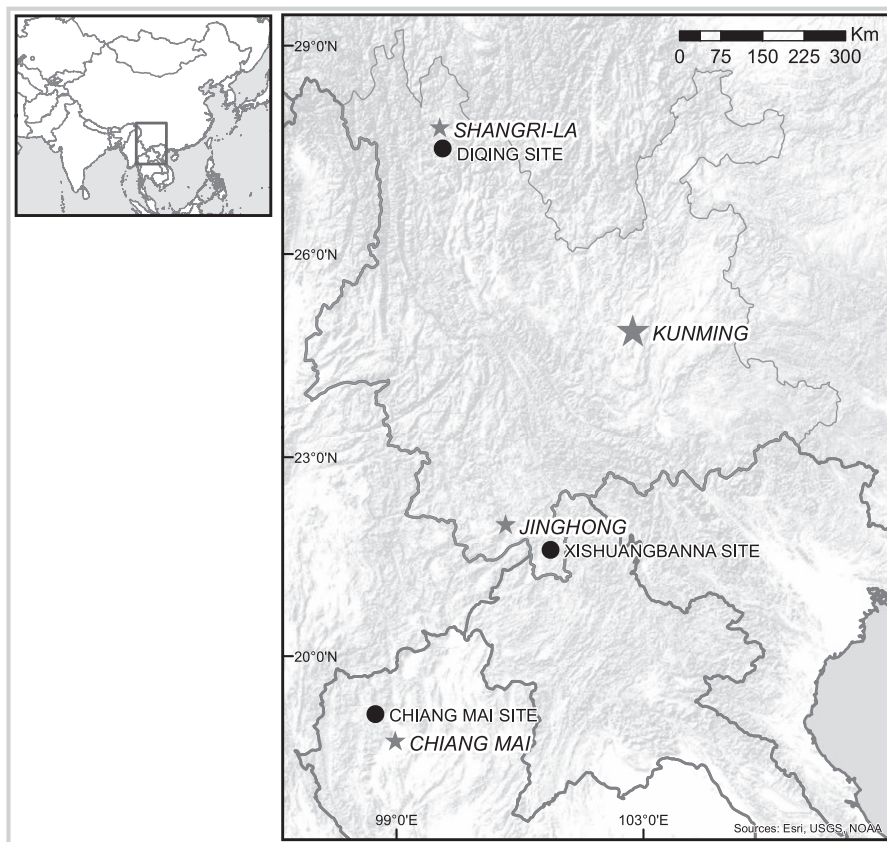 Km
0 75 150 225 300
29°0'N
SHANGRI-LA
DIQING SITE
26°0'N
KUNMING
23°0'N
JINGHONG
XISHUANGBANNA SITE
20°0'N
CHIANG MAI SITE
CHIANG MAI
99°0'E 103°0'E
Sources: Esri, USGS, NOAA